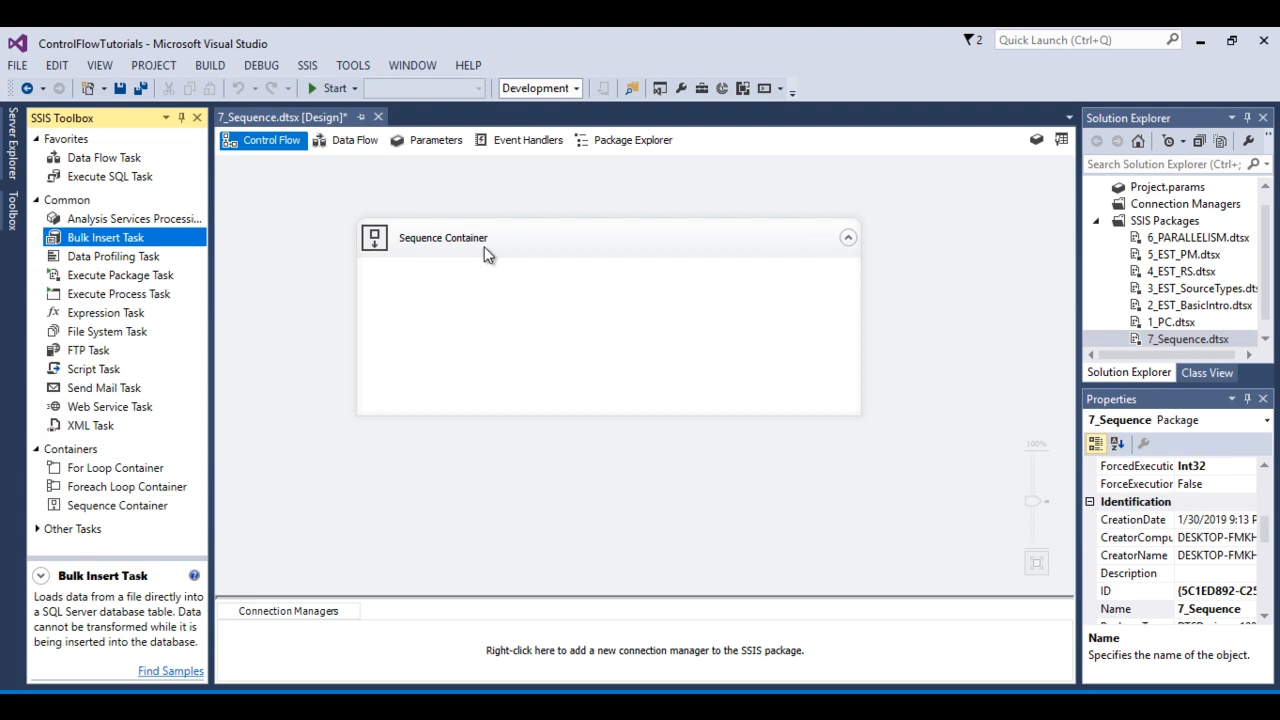 ControlFlowTutorials - Microsoft Visual Studio
2
Quick Launch (Ctrl+Q)
FILE EDIT VIEW PROJECT BUILD DEBUG SSIS TOOLS WINDOW HELP
Start
Development
Server Explorer
Toolbox
SSIS Toolbox
Favorites
Data Flow Task
Execute SQL Task
Common
Analysis Services Processi...
Bulk Insert Task
Data Profiling Task
Execute Package Task
Execute Process Task
Expression Task
File System Task
FTP Task
Script Task
Send Mail Task
Web Service Task
XML Task
Containers
For Loop Container
Foreach Loop Container
Sequence Container
Other Tasks
Bulk Insert Task
Loads data from a file directly into
a SQL Server database table. Data
cannot be transformed while it is
being inserted into the database.
Find Samples
7_Sequence.dtsx [Design]*
Control Flow Data Flow Parameters Event Handlers Package Explorer
Sequence Container
100%
Connection Managers
Right-click here to add a new connection manager to the SSIS package.
Solution Explorer
Search Solution Explorer (Ctrl+;
Project.params
Connection Managers
SSIS Packages
6_PARALLELISM.dtsx
5_EST_PM.dtsx
4_EST_RS.dtsx
3_EST_SourceTypes.dts
2_EST_BasicIntro.dtsx
1_PC.dtsx
7_Sequence.dtsx
Solution Explorer Class View
Properties
7_Sequence Package
ForcedExecutic Int32
ForceExecution False
Identification
CreationDate 1/30/2019 9:13 P
CreatorCompu DESKTOP-FMKH
CreatorName DESKTOP-FMKH
Description
ID {5C1ED892-C25
Name 7_Sequence
Name
Specifies the name of the object.